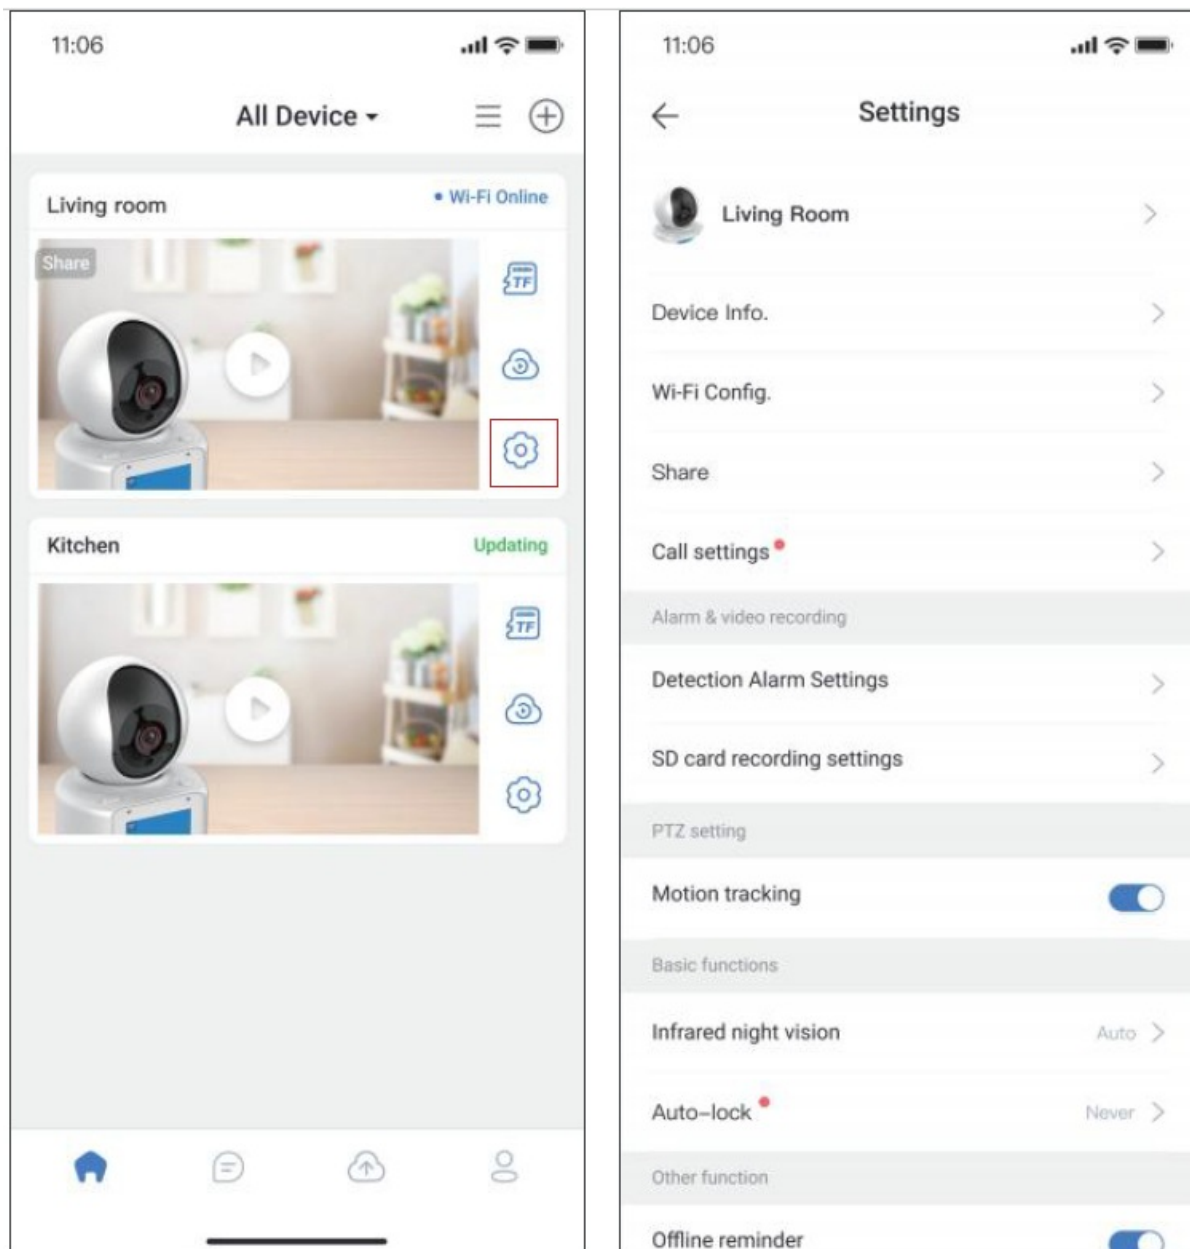 11:06
All Device
Living room
Wi-Fi Online
Share
TF
Kitchen
Updating
TF
11:06
Settings
Living Room
Device Info.
Wi-Fi Config.
Share
Call settings
Alarm & video recording
Detection Alarm Settings
SD card recording settings
PTZ setting
Motion tracking
Basic functions
Infrared night vision
Auto
Auto-lock
Never
Other function
Offline reminder